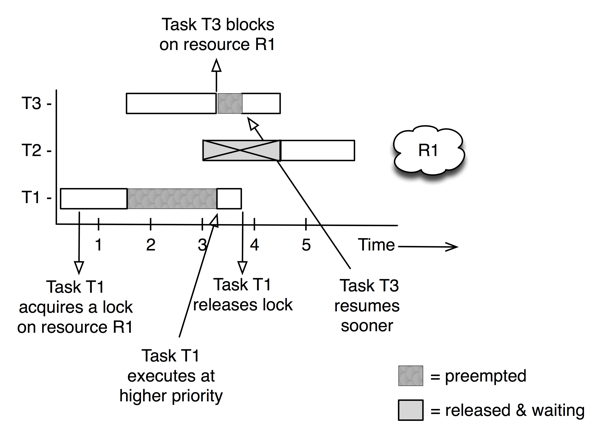 Task T3 blocks
on resource R1
T3
T2
R1
T1
1 2 3 4 5 Time
Task T1
acquires a lock
on resource R1
Task T1
releases lock
Task T3
resumes
sooner
Task T1
executes at
higher priority
= preempted
= released & waiting